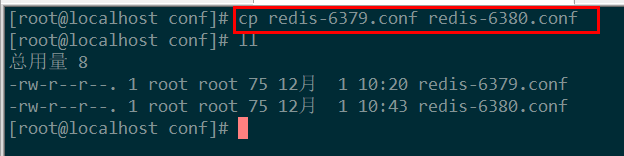 [root@localhost conf]# cp redis-6379.conf redis-6380.conf
[root@localhost conf]# ll
总用量 8
-rw-r--r--. 1 root root 75 12月  1 10:20 redis-6379.conf
-rw-r--r--. 1 root root 75 12月  1 10:43 redis-6380.conf
[root@localhost conf]#